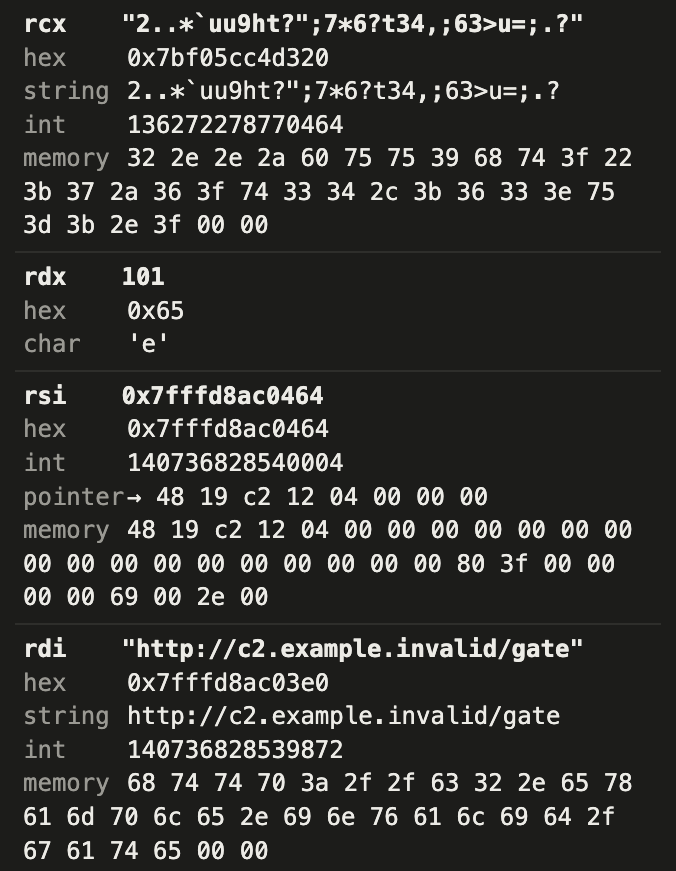 rcx "2..*`uu9ht?";7*6?t34,;63>u=;.?"
hex 0x7bf05cc4d320
string 2..*`uu9ht?";7*6?t34,;63>u=;.?
int 136272278770464
memory 32 2e 2e 2a 60 75 75 39 68 74 3f 22
3b 37 2a 36 3f 74 33 34 2c 3b 36 33 3e 75
3d 3b 2e 3f 00 00
rdx 101
hex 0x65
char 'e'
rsi 0x7fffd8ac0464
hex 0x7fffd8ac0464
int 140736828540004
pointer→ 48 19 c2 12 04 00 00 00
memory 48 19 c2 12 04 00 00 00 00 00 00 00
00 00 00 00 00 00 00 00 00 00 80 3f 00 00
00 00 69 00 2e 00
rdi "http://c2.example.invalid/gate"
hex 0x7fffd8ac03e0
string http://c2.example.invalid/gate
int 140736828539872
memory 68 74 74 70 3a 2f 2f 63 32 2e 65 78
61 6d 70 6c 65 2e 69 6e 76 61 6c 69 64 2f
67 61 74 65 00 00